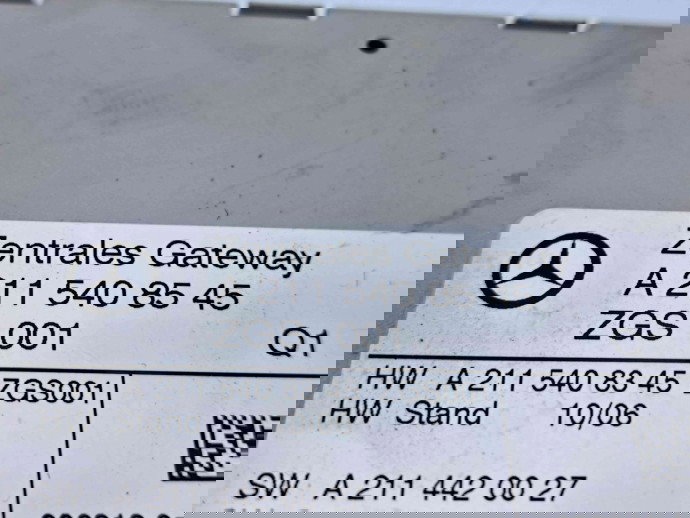 Zentrales Gateway
A 211 540 85 45
ZGS 001
Q1
HW A 211 540 83 45 ZGS001
HW Stand 10/06
SW A 211 442 00 27